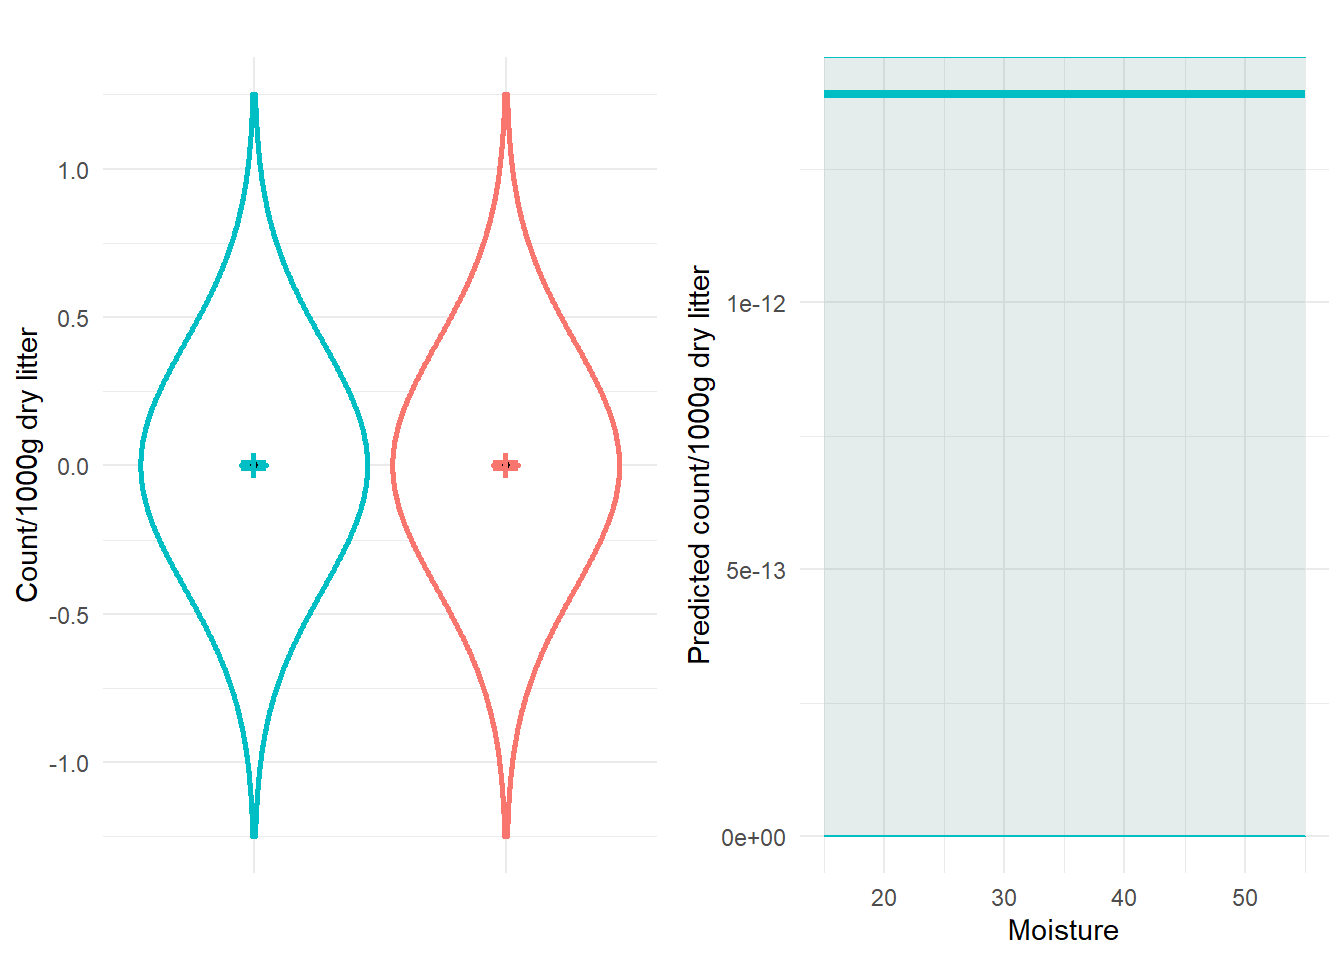 Count/1000g dry litter
1.0
0.5
0.0
-0.5
-1.0
Predicted count/1000g dry litter
1e-12
5e-13
0e+00
20 30 40 50
Moisture